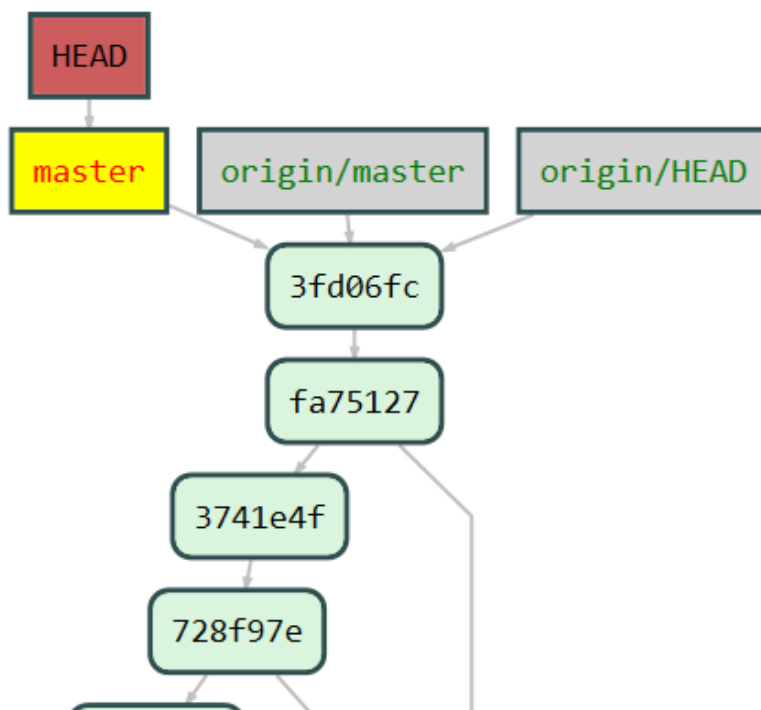 HEAD
master
origin/master
origin/HEAD
3fd06fc
fa75127
3741e4f
728f97e